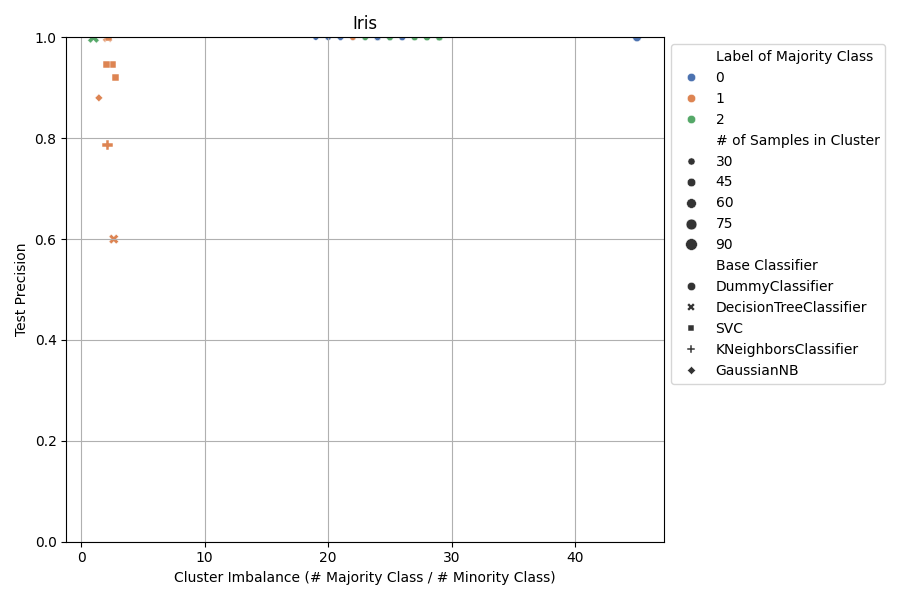 Iris
1.0
0.8
0.6
0.4
0.2
0.0
Test Precision
0 10 20 30 40
Cluster Imbalance (# Majority Class / # Minority Class)
Label of Majority Class
0
1
2
# of Samples in Cluster
30
45
60
75
90
Base Classifier
DummyClassifier
DecisionTreeClassifier
SVC
KNeighborsClassifier
GaussianNB